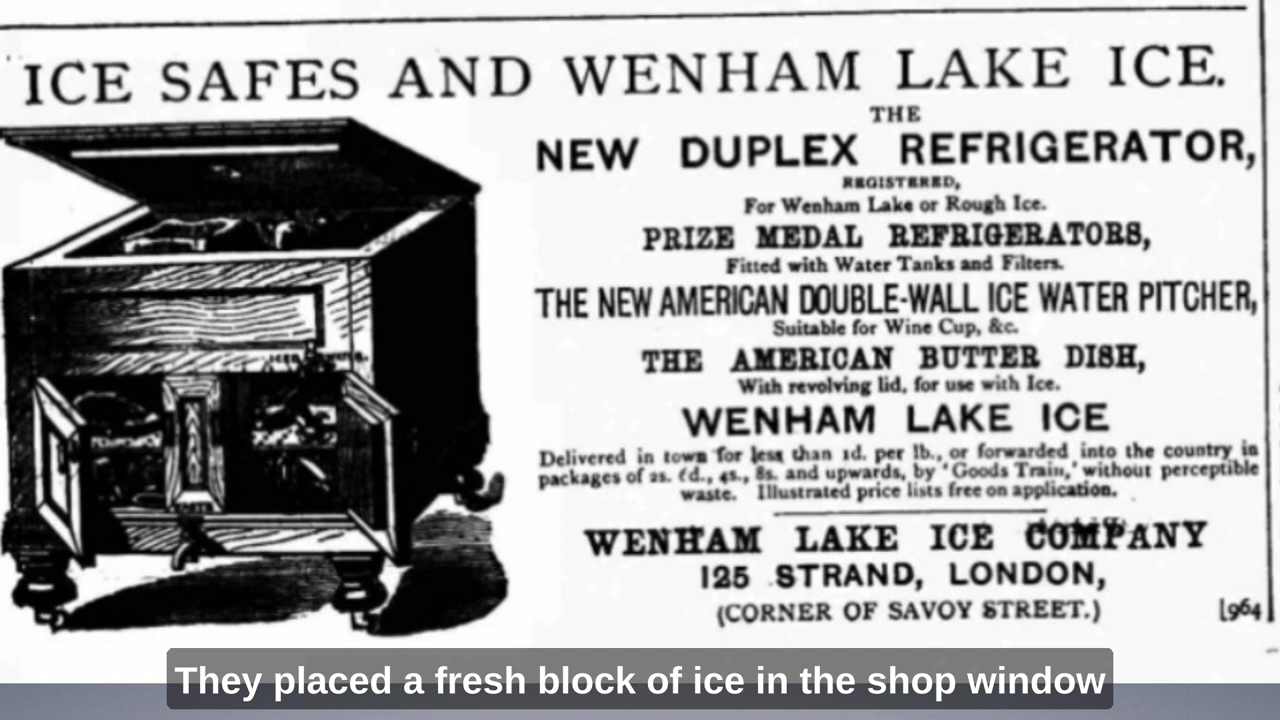 ICE SAFES AND WENHAM LAKE ICE.
THE
NEW DUPLEX REFRIGERATOR,
REGISTERED,
For Wenham Lake or Rough Ice.
PRIZE MEDAL REFRIGERATORS,
Fitted with Water Tanks and Filters.
THE NEW AMERICAN DOUBLE-WALL ICE WATER PITCHER,
Suitable for Wine Cup, &c.
THE AMERICAN BUTTER DISH,
With revolving lid, for use with Ice.
WENHAM LAKE ICE
Delivered in town for less than 1d. per lb., or forwarded into the country in
packages of 2s. 6d., 4s., 8s. and upwards, by 'Goods Train,' without perceptible
waste. Illustrated price lists free on application.
WENHAM LAKE ICE COMPANY
125 STRAND, LONDON,
(CORNER OF SAVOY STREET.)
[964
They placed a fresh block of ice in the shop window